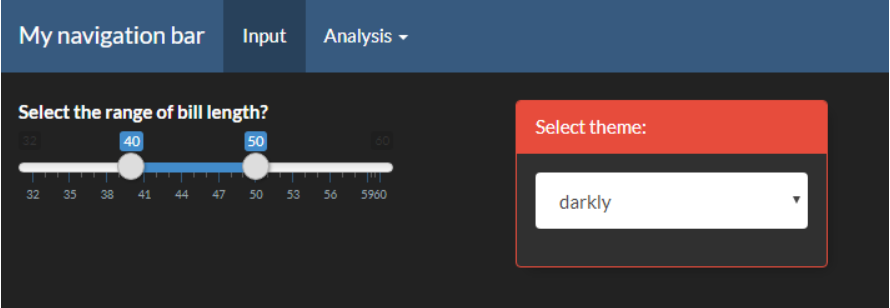 My navigation bar Input Analysis
Select the range of bill length?
32 40 50 60
32 35 38 41 44 47 50 53 56 5960
Select theme:
darkly